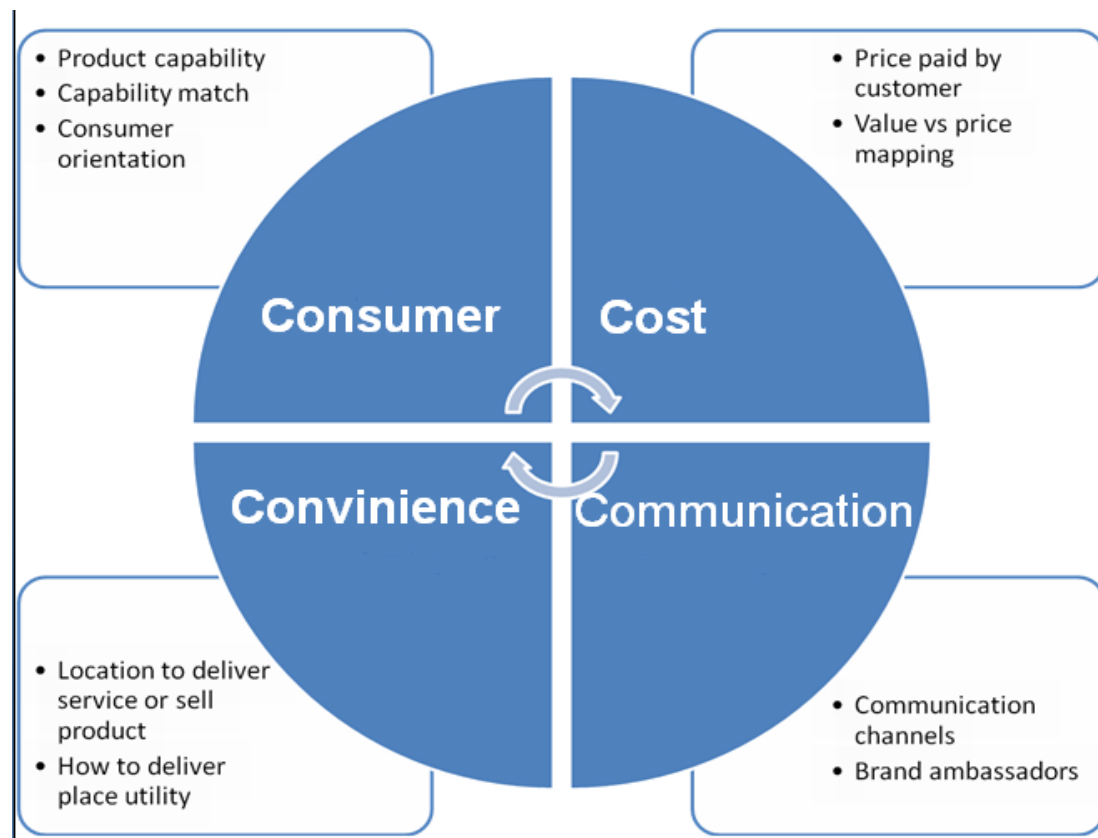 • Product capability
• Capability match
• Consumer
orientation
• Price paid by
customer
• Value vs price
mapping
Consumer
Cost
Convinience
Communication
• Location to deliver
service or sell
product
• How to deliver
place utility
• Communication
channels
• Brand ambassadors